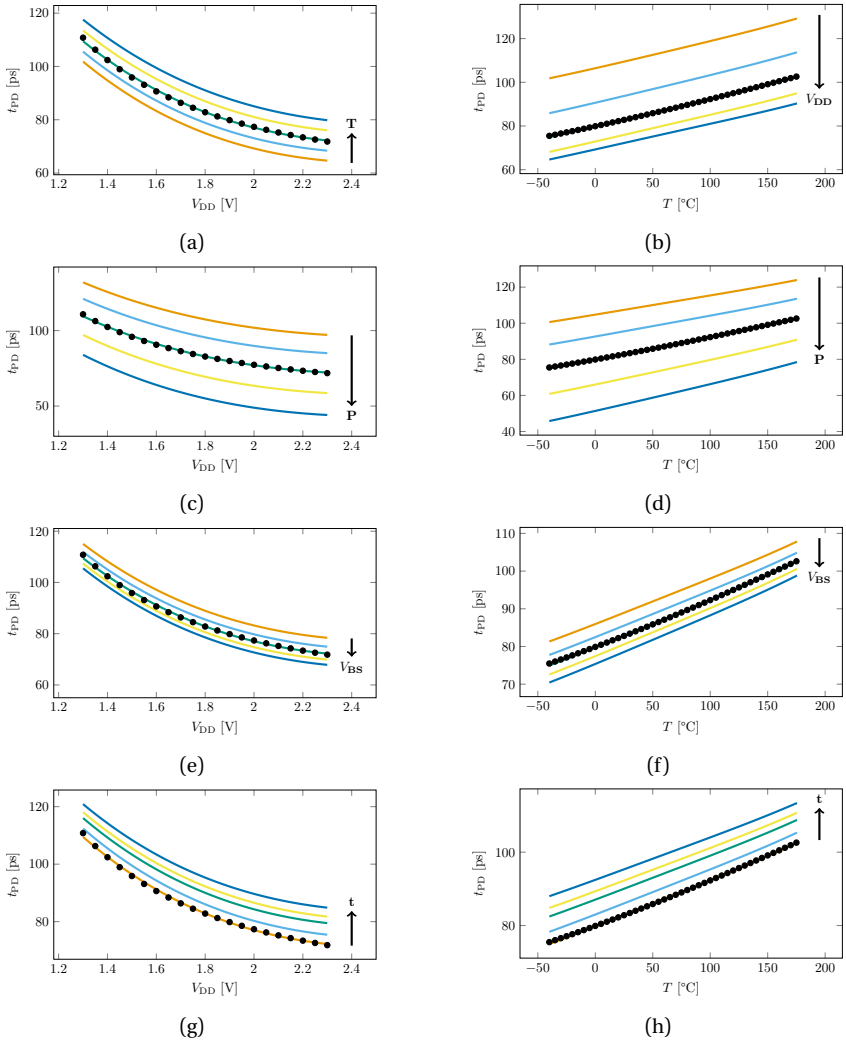 120
100
80
60
t_PD [ps]
T
1.2 1.4 1.6 1.8 2 2.2 2.4
V_DD [V]
(a)
120
100
80
60
t_PD [ps]
V_DD
−50 0 50 100 150 200
T [°C]
(b)
100
50
t_PD [ps]
P
1.2 1.4 1.6 1.8 2 2.2 2.4
V_DD [V]
(c)
120
100
80
60
40
t_PD [ps]
P
−50 0 50 100 150 200
T [°C]
(d)
120
100
80
60
t_PD [ps]
V_BS
1.2 1.4 1.6 1.8 2 2.2 2.4
V_DD [V]
(e)
110
100
90
80
70
t_PD [ps]
V_BS
−50 0 50 100 150 200
T [°C]
(f)
120
100
80
t_PD [ps]
t
1.2 1.4 1.6 1.8 2 2.2 2.4
V_DD [V]
(g)
100
80
t_PD [ps]
t
−50 0 50 100 150 200
T [°C]
(h)